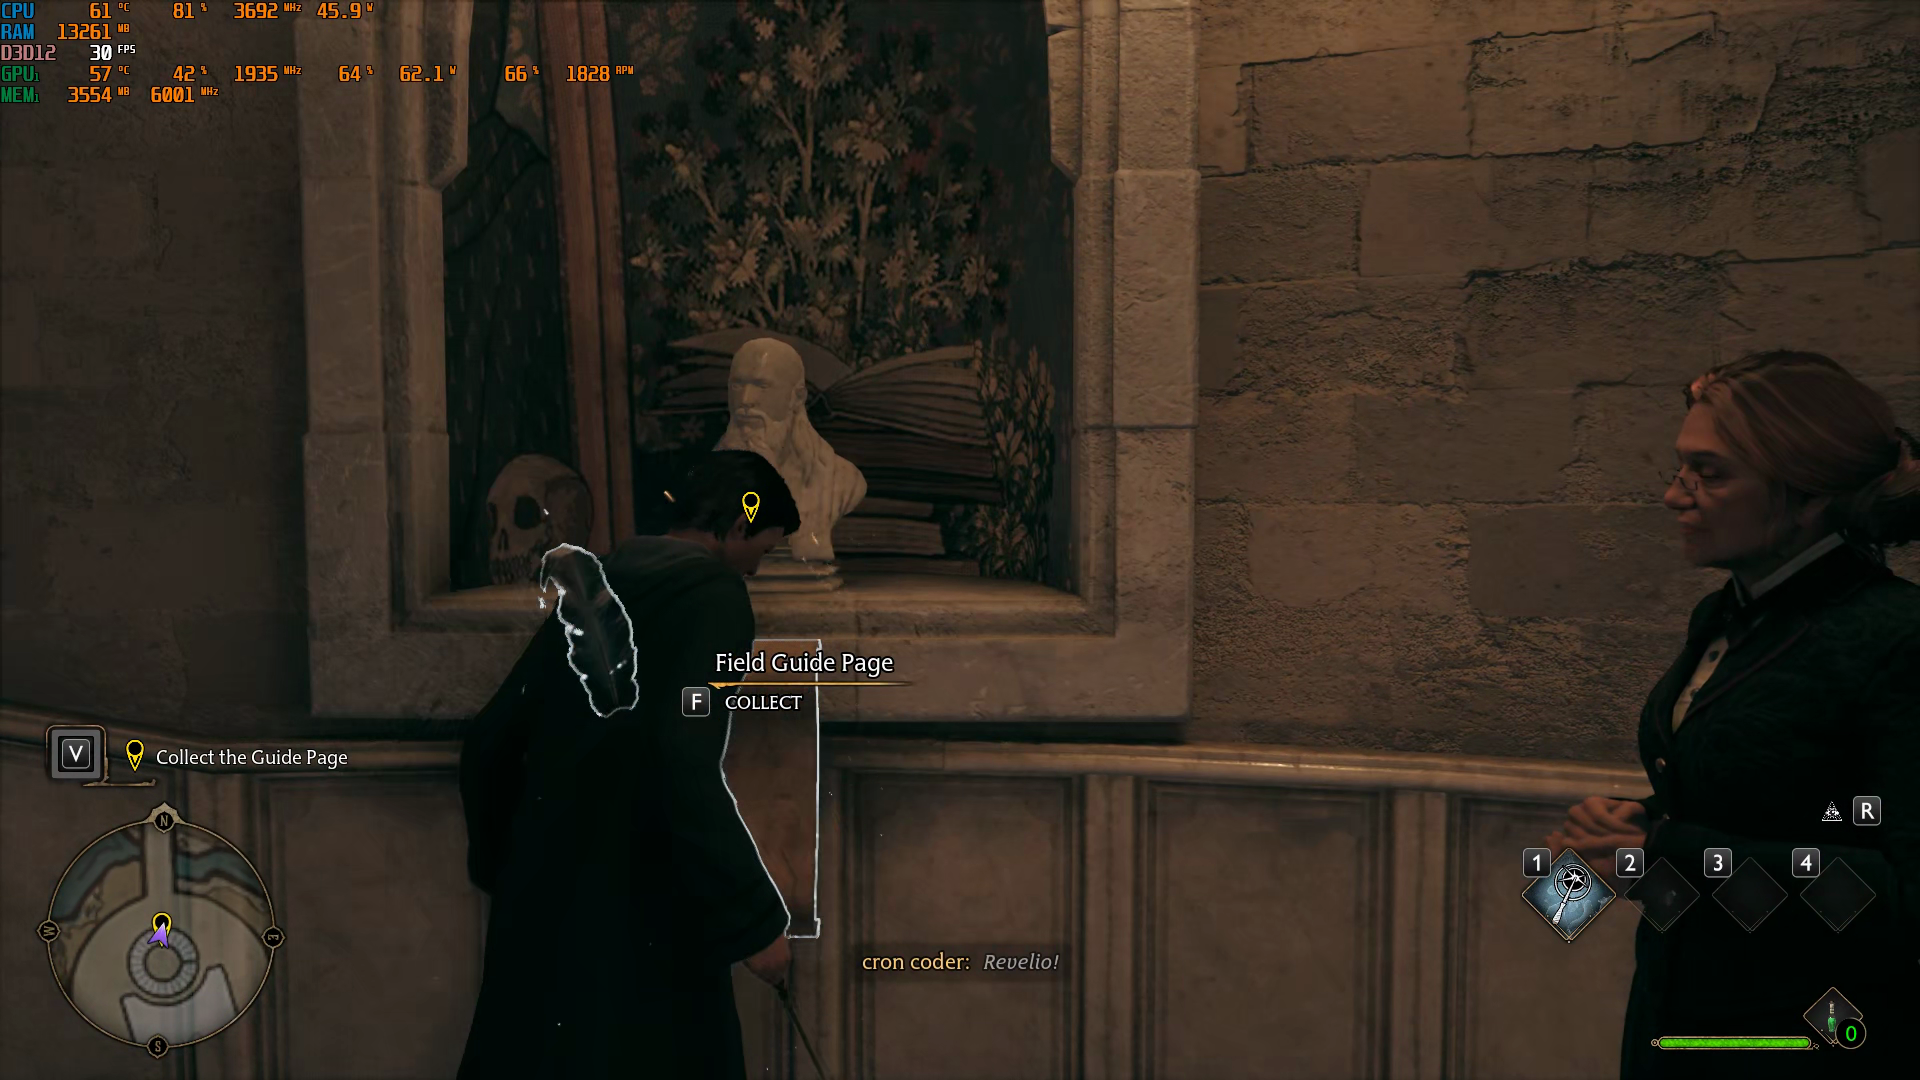 CPU 61 °C 81 % 3692 MHz 45.9 W
RAM 13261 MB
D3D12 30 FPS
GPU1 57 °C 42 % 1935 MHz 64 % 62.1 W 66 % 1828 RPM
MEM1 3554 MB 6001 MHz
Field Guide Page
F COLLECT
V Collect the Guide Page
N
W
E
S
R
1 2 3 4
cron coder: Revelio!
0